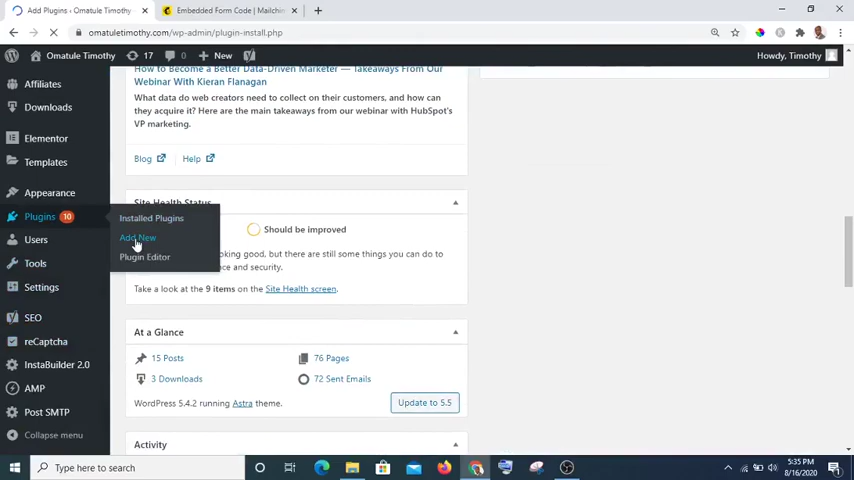 Add Plugins ‹ Omatule Timothy
Embedded Form Code | Mailchi
omatuletimothy.com/wp-admin/plugin-install.php
Omatule Timothy
17
0
New
Howdy, Timothy
Affiliates
Downloads
Elementor
Templates
Appearance
Plugins 10
Users
Tools
Settings
SEO
reCaptcha
InstaBuilder 2.0
AMP
Post SMTP
Collapse menu
Installed Plugins
Add New
Plugin Editor
How to Become a Better Data-Driven Marketer — Takeaways From Our
Webinar With Kieran Flanagan
What data do web creators need to collect on their customers, and how can
they acquire it? Here are the main takeaways from our webinar with HubSpot's
VP marketing.
Blog Help
Site Health Status
Should be improved
oking good, but there are still some things you can do to
ce and security.
Take a look at the 9 items on the Site Health screen.
At a Glance
15 Posts
76 Pages
3 Downloads
72 Sent Emails
WordPress 5.4.2 running Astra theme.
Update to 5.5
Activity
Type here to search
5:35 PM
8/16/2020
1